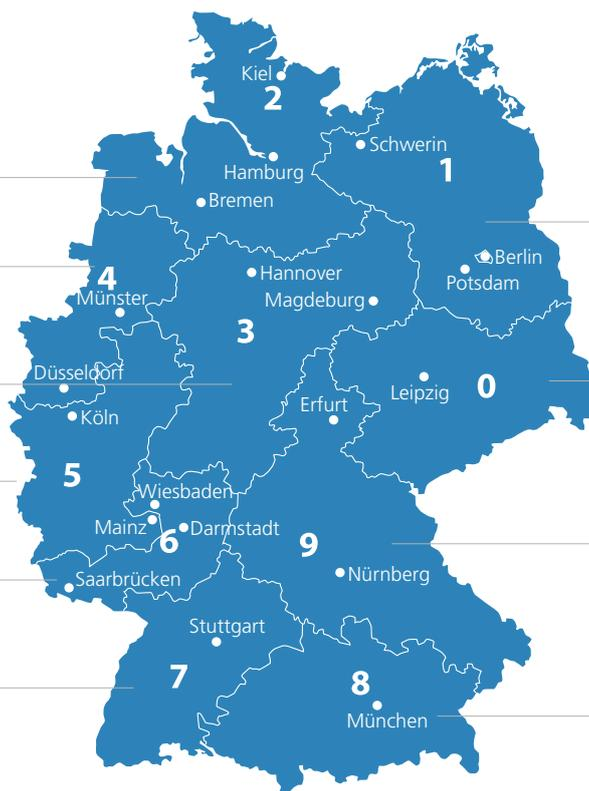 Kiel
2
Schwerin
1
Hamburg
Bremen
Berlin
Potsdam
4
Hannover
Münster
Magdeburg
3
Düsseldorf
Leipzig
0
Erfurt
Köln
5
Wiesbaden
Mainz
Darmstadt
6
9
Saarbrücken
Nürnberg
Stuttgart
7
8
München